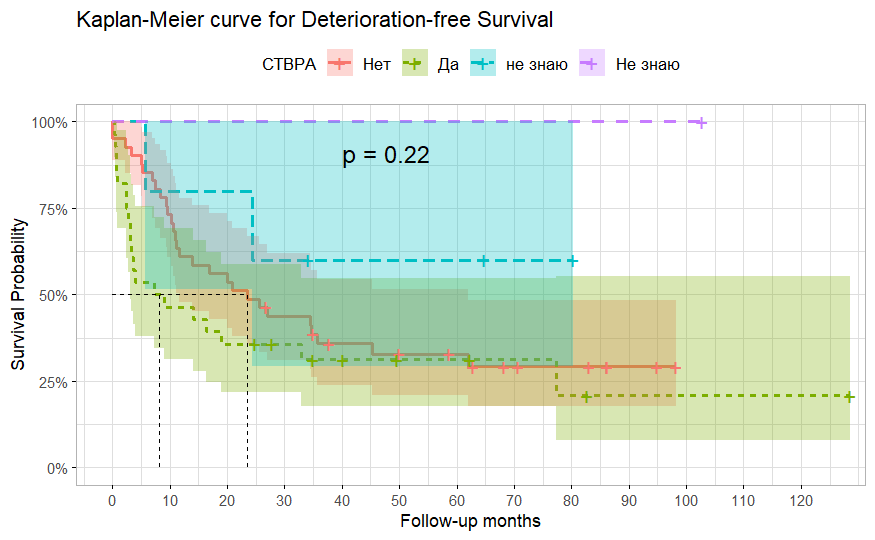 Kaplan-Meier curve for Deterioration-free Survival
СТВРА Нет Да не знаю Не знаю
100%
75%
50%
25%
0%
Survival Probability
p = 0.22
0 10 20 30 40 50 60 70 80 90 100 110 120
Follow-up months